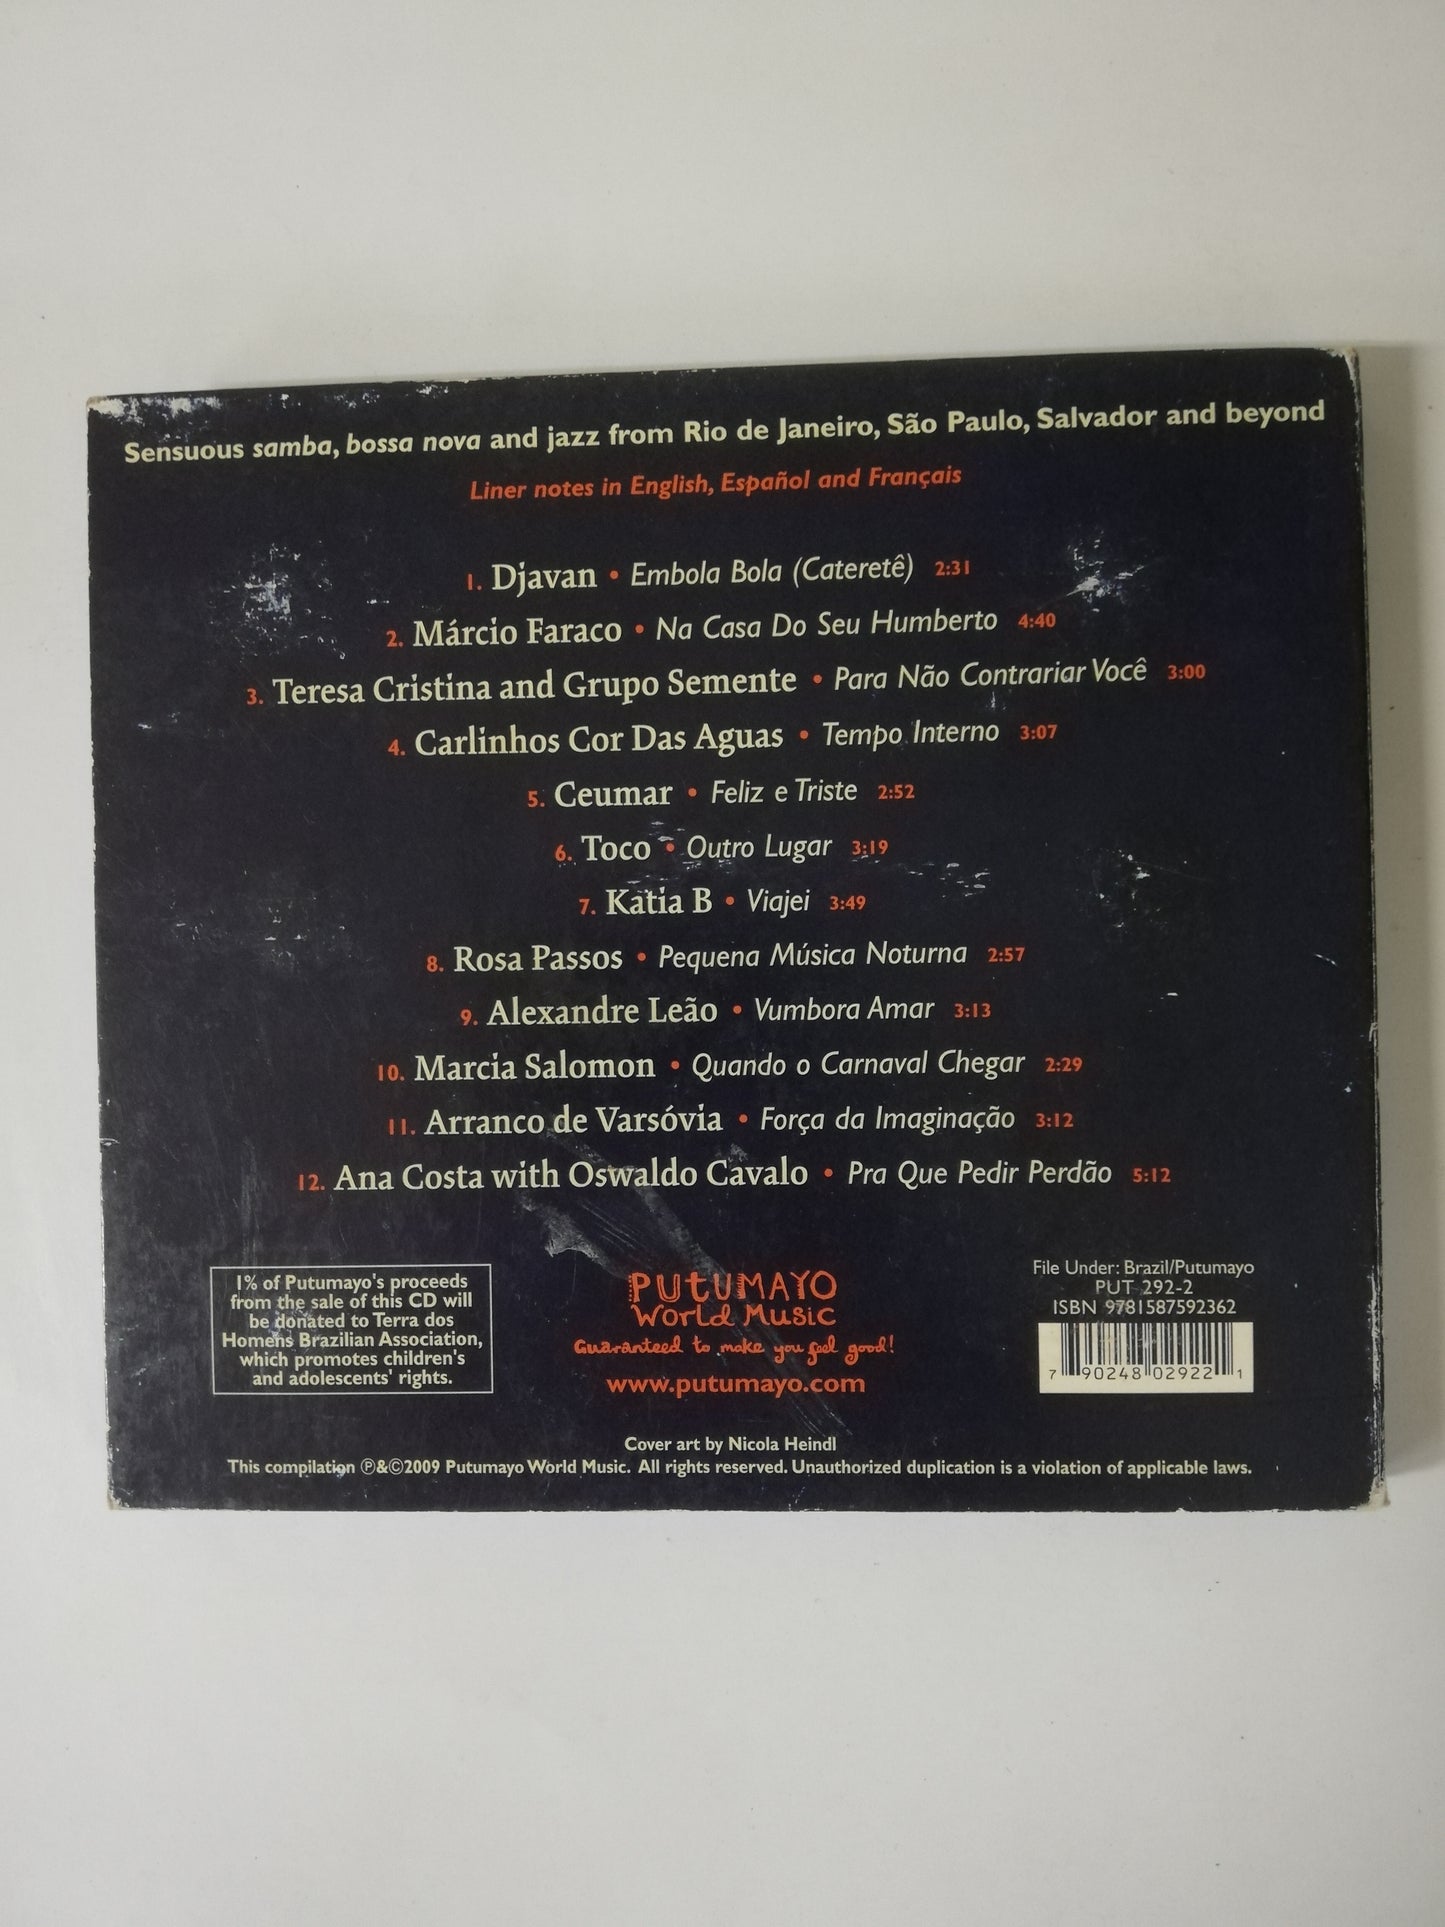 Sensuous samba, bossa nova and jazz from Rio de Janeiro, São Paulo, Salvador and beyond
Liner notes in English, Español and Français
1. Djavan • Embola Bola (Cateretê) 2:31
2. Márcio Faraco • Na Casa Do Seu Humberto 4:40
3. Teresa Cristina and Grupo Semente • Para Não Contrariar Você 3:00
4. Carlinhos Cor Das Aguas • Tempo Interno 3:07
5. Ceumar • Feliz e Triste 2:52
6. Toco • Outro Lugar 3:19
7. Katia B • Viajei 3:49
8. Rosa Passos • Pequena Música Noturna 2:57
9. Alexandre Leão • Vumbora Amar 3:13
10. Marcia Salomon • Quando o Carnaval Chegar 2:29
11. Arranco de Varsóvia • Força da Imaginação 3:12
12. Ana Costa with Oswaldo Cavalo • Pra Que Pedir Perdão 5:12
1% of Putumayo's proceeds
from the sale of this CD will
be donated to Terra dos
Homens Brazilian Association,
which promotes children's
and adolescents' rights.
PUTUMAYO
World Music
Guaranteed to make you feel good!
www.putumayo.com
File Under: Brazil/Putumayo
PUT 292-2
ISBN 9781587592362
7 90248 02922 1
Cover art by Nicola Heindl
This compilation ℗&©2009 Putumayo World Music. All rights reserved. Unauthorized duplication is a violation of applicable laws.